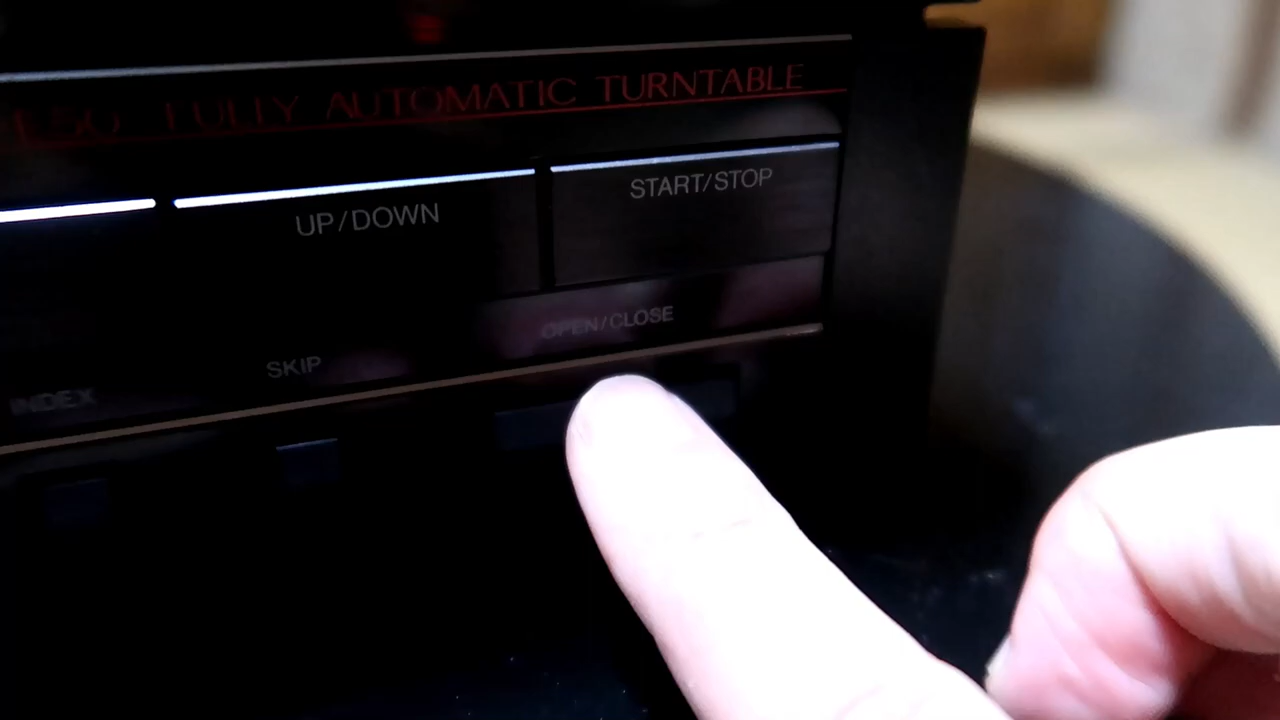 FULLY AUTOMATIC TURNTABLE
UP/DOWN
START/STOP
OPEN/CLOSE
SKIP
INDEX